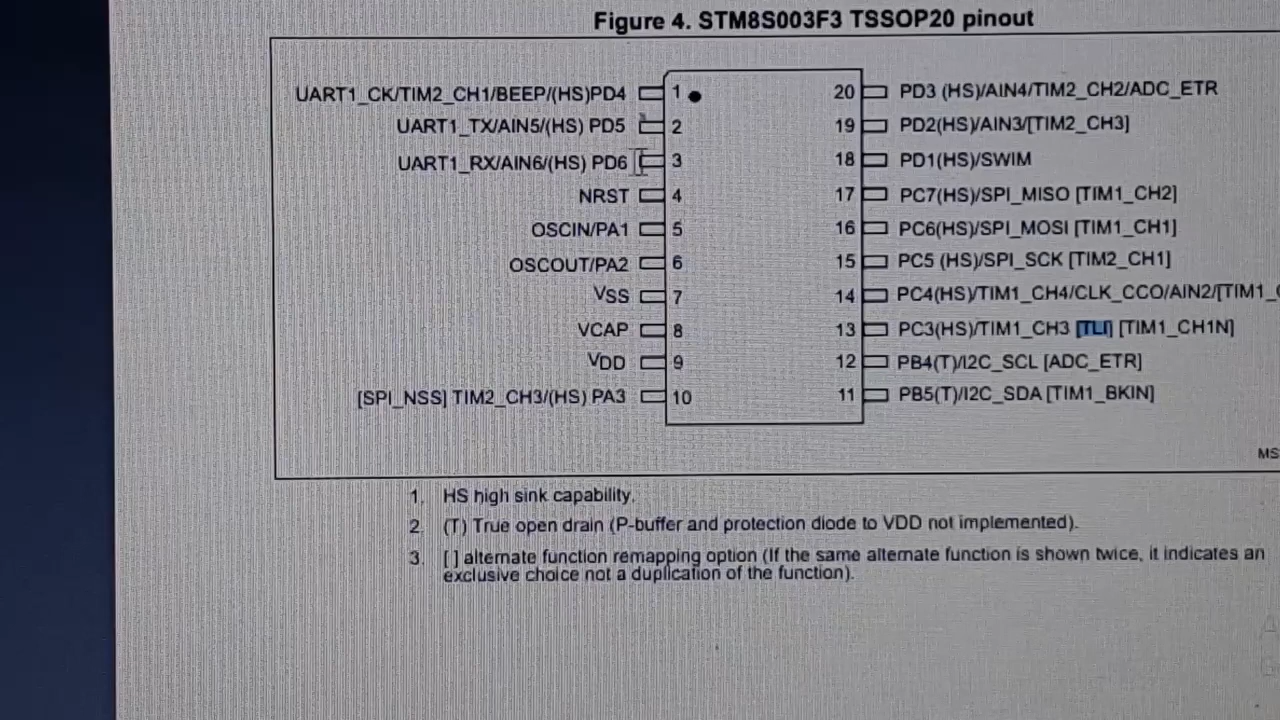 Figure 4. STM8S003F3 TSSOP20 pinout
UART1_CK/TIM2_CH1/BEEP/(HS)PD4 1 20 PD3 (HS)/AIN4/TIM2_CH2/ADC_ETR
UART1_TX/AIN5/(HS) PD5 2 19 PD2(HS)/AIN3/[TIM2_CH3]
UART1_RX/AIN6/(HS) PD6 3 18 PD1(HS)/SWIM
NRST 4 17 PC7(HS)/SPI_MISO [TIM1_CH2]
OSCIN/PA1 5 16 PC6(HS)/SPI_MOSI [TIM1_CH1]
OSCOUT/PA2 6 15 PC5 (HS)/SPI_SCK [TIM2_CH1]
VSS 7 14 PC4(HS)/TIM1_CH4/CLK_CCO/AIN2/[TIM1_
VCAP 8 13 PC3(HS)/TIM1_CH3 [TLI] [TIM1_CH1N]
VDD 9 12 PB4(T)/I2C_SCL [ADC_ETR]
[SPI_NSS] TIM2_CH3/(HS) PA3 10 11 PB5(T)/I2C_SDA [TIM1_BKIN]
MS
1. HS high sink capability.
2. (T) True open drain (P-buffer and protection diode to VDD not implemented).
3. [ ] alternate function remapping option (If the same alternate function is shown twice, it indicates an
exclusive choice not a duplication of the function).